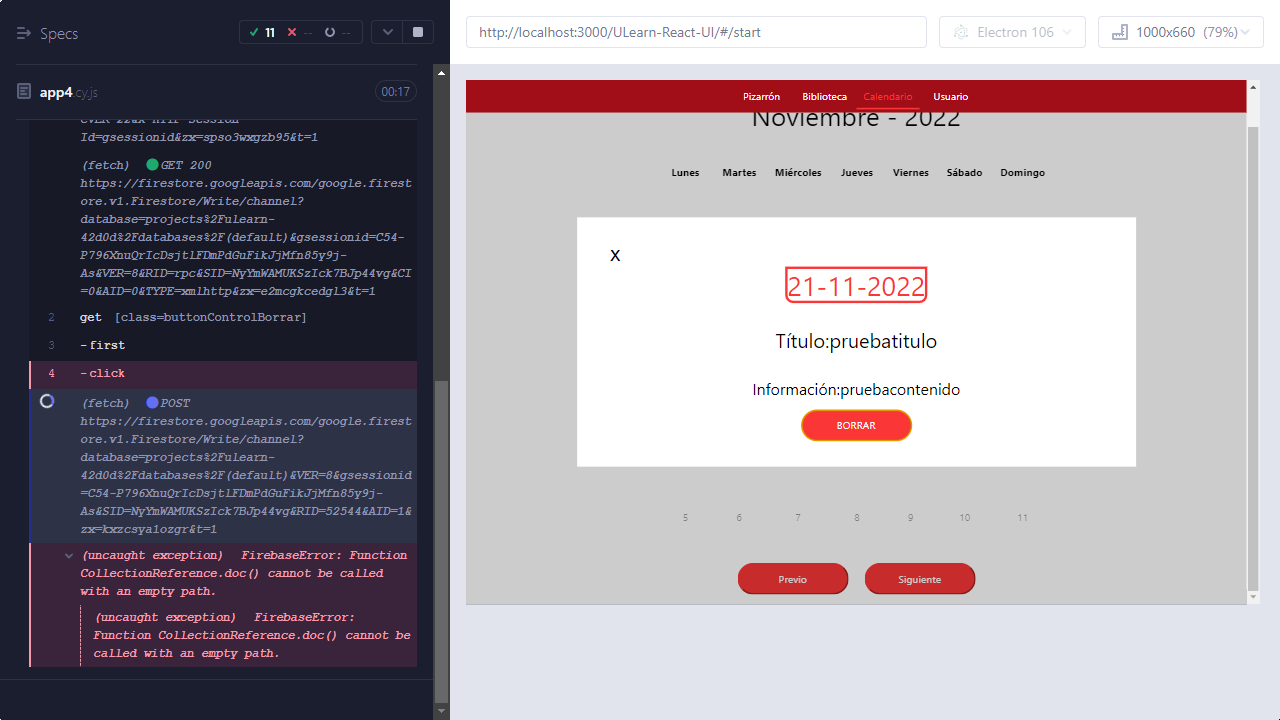 Specs
11
--
--
app4.cy.js
00:17
Id=gsessionid&zx=spso3wxgzb95&t=1
(fetch) GET 200
https://firestore.googleapis.com/google.firest
ore.v1.Firestore/Write/channel?
database=projects%2Fulearn-
42d0d%2Fdatabases%2F(default)&gsessionid=C54-
P796XnuQrIcDsjtlFDmPdGuFikJjMfn85y9j-
As&VER=8&RID=rpc&SID=NyYmWAMUKSzIck7BJp44vg&CI
=0&AID=0&TYPE=xmlhttp&zx=e2mcgkcedgl3&t=1
2 get [class=buttonControlBorrar]
3 -first
4 -click
(fetch) POST
https://firestore.googleapis.com/google.firest
ore.v1.Firestore/Write/channel?
database=projects%2Fulearn-
42d0d%2Fdatabases%2F(default)&VER=8&gsessionid
=C54-P796XnuQrIcDsjtlFDmPdGuFikJjMfn85y9j-
As&SID=NyYmWAMUKSzIck7BJp44vg&RID=52544&AID=1&
zx=kxzcsya1ozgr&t=1
(uncaught exception) FirebaseError: Function
CollectionReference.doc() cannot be called
with an empty path.
(uncaught exception) FirebaseError:
Function CollectionReference.doc() cannot be
called with an empty path.
http://localhost:3000/ULearn-React-UI/#/start
Electron 106
1000x660 (79%)
Pizarrón Biblioteca Calendario Usuario
Noviembre - 2022
Lunes Martes Miércoles Jueves Viernes Sábado Domingo
X
21-11-2022
Título:pruebatitulo
Información:pruebacontenido
BORRAR
5 6 7 8 9 10 11
Previo Siguiente